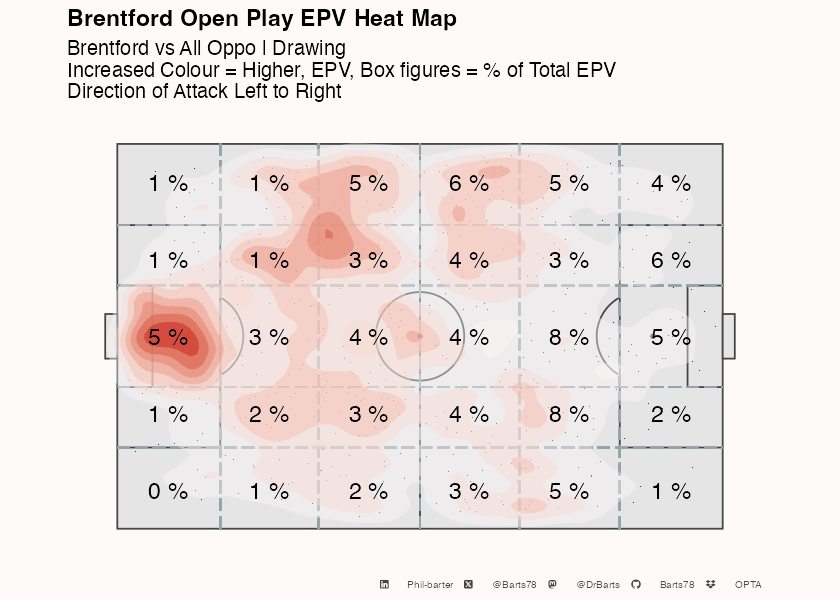 Brentford Open Play EPV Heat Map
Brentford vs All Oppo | Drawing
Increased Colour = Higher, EPV, Box figures = % of Total EPV
Direction of Attack Left to Right
1 % 1 % 5 % 6 % 5 % 4 %
1 % 1 % 3 % 4 % 3 % 6 %
5 % 3 % 4 % 4 % 8 % 5 %
1 % 2 % 3 % 4 % 8 % 2 %
0 % 1 % 2 % 3 % 5 % 1 %
Phil-barter @Barts78 @DrBarts Barts78 OPTA